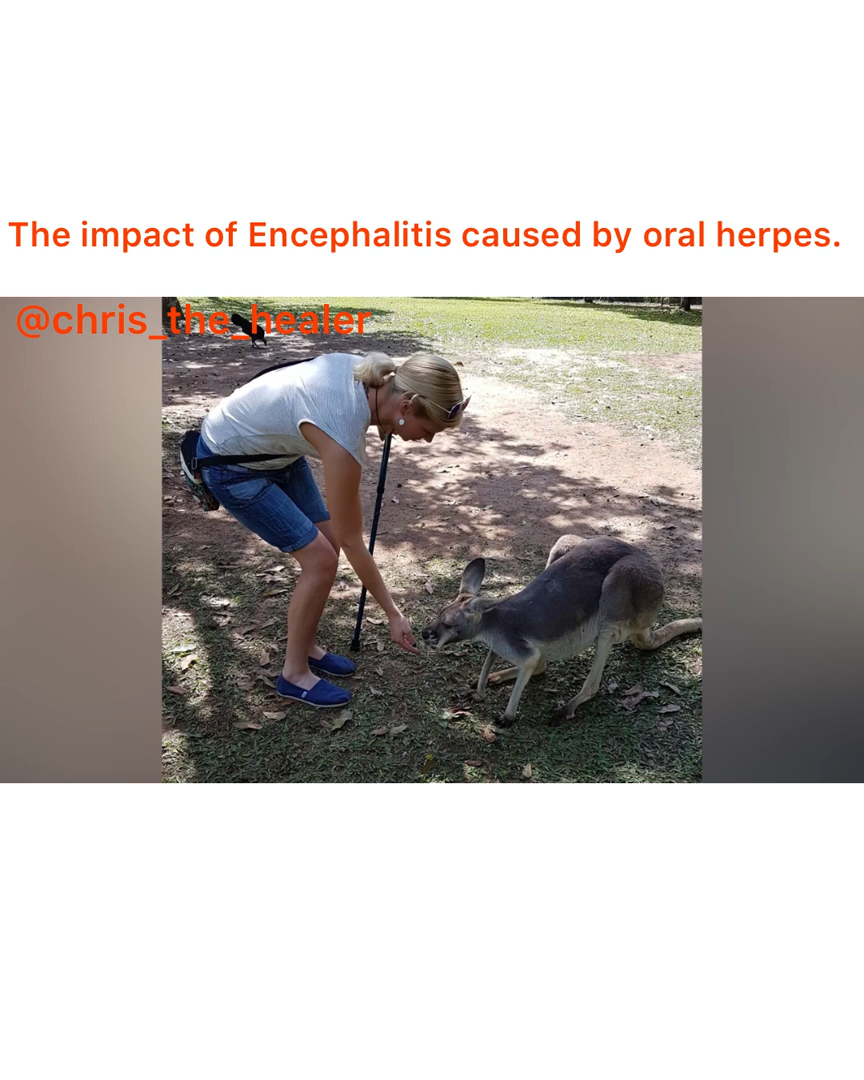 The impact of Encephalitis caused by oral herpes.
@chris_the_healer